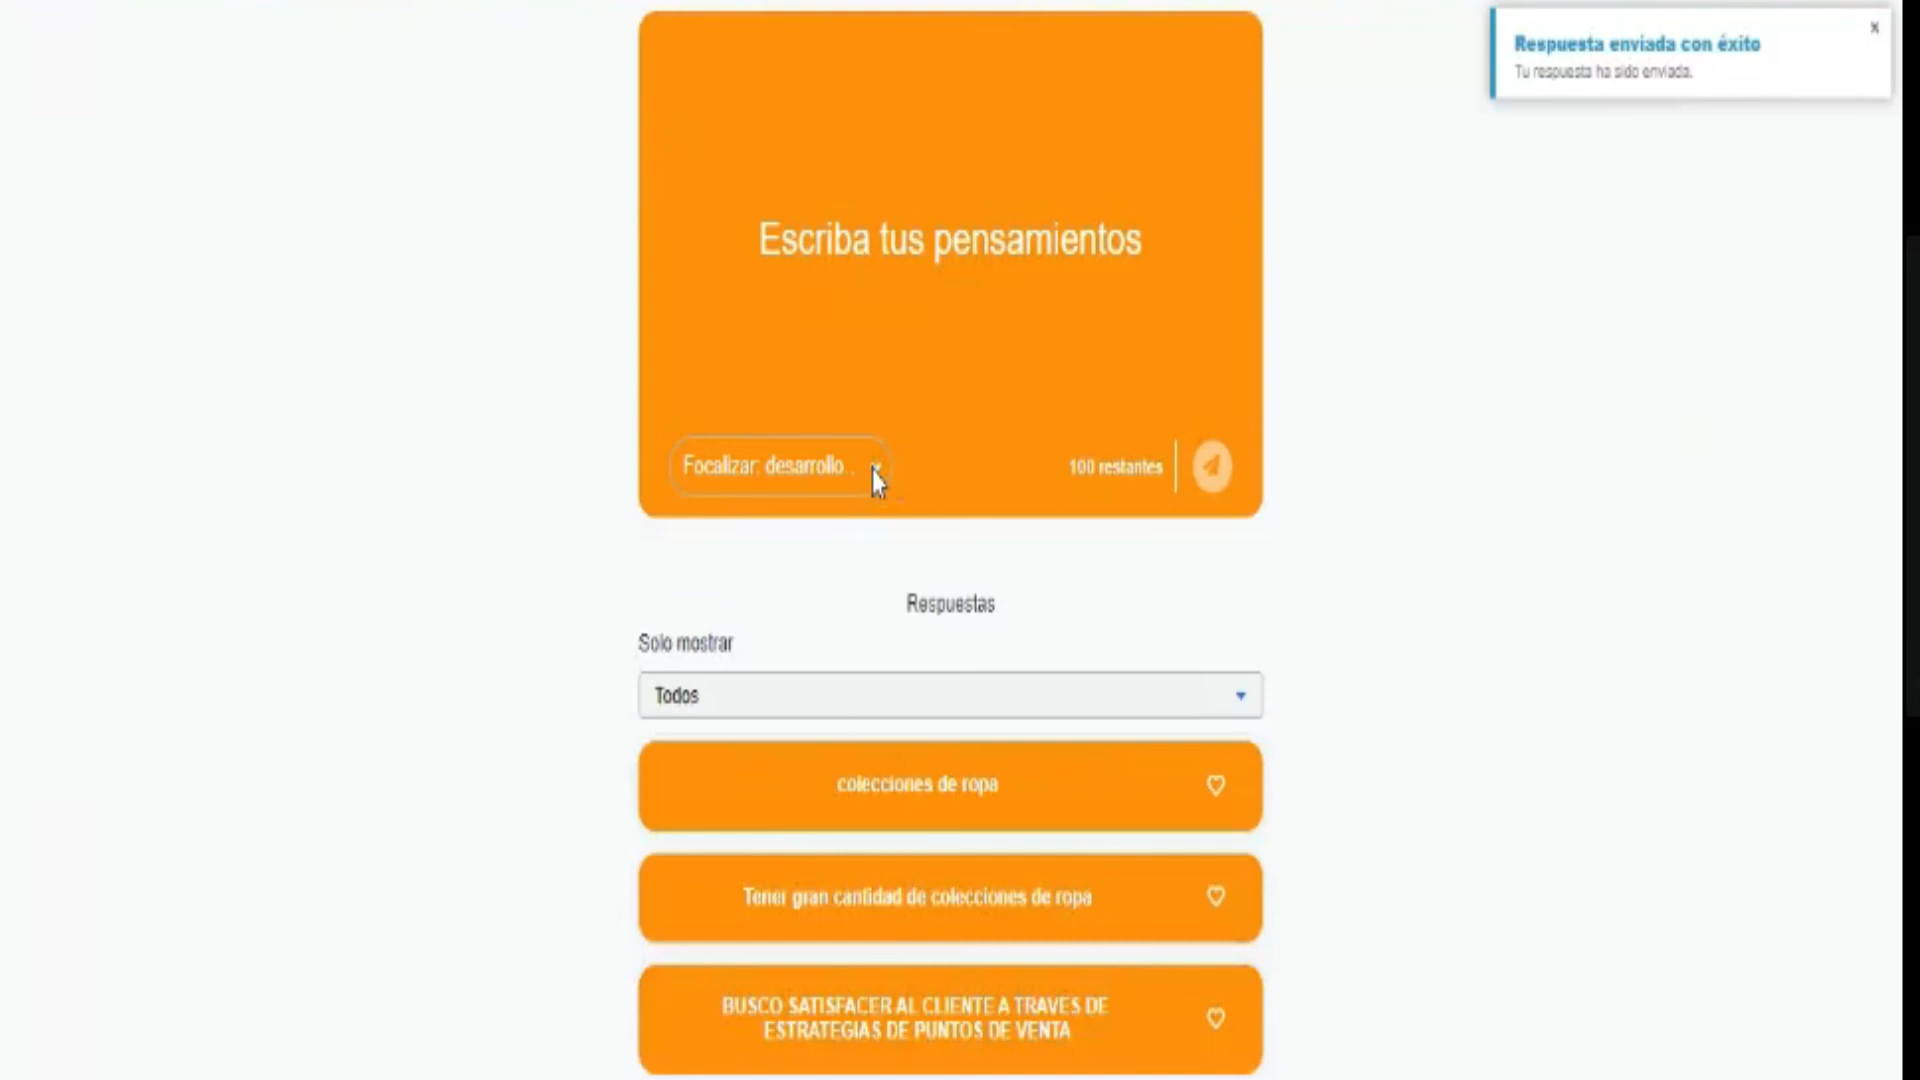 Respuesta enviada con éxito
Tu respuesta ha sido enviada.
x
Escriba tus pensamientos
Focalizar: desarrollo...
100 restantes
Respuestas
Solo mostrar
Todos
colecciones de ropa
Tener gran cantidad de colecciones de ropa
BUSCO SATISFACER AL CLIENTE A TRAVES DE
ESTRATEGIAS DE PUNTOS DE VENTA